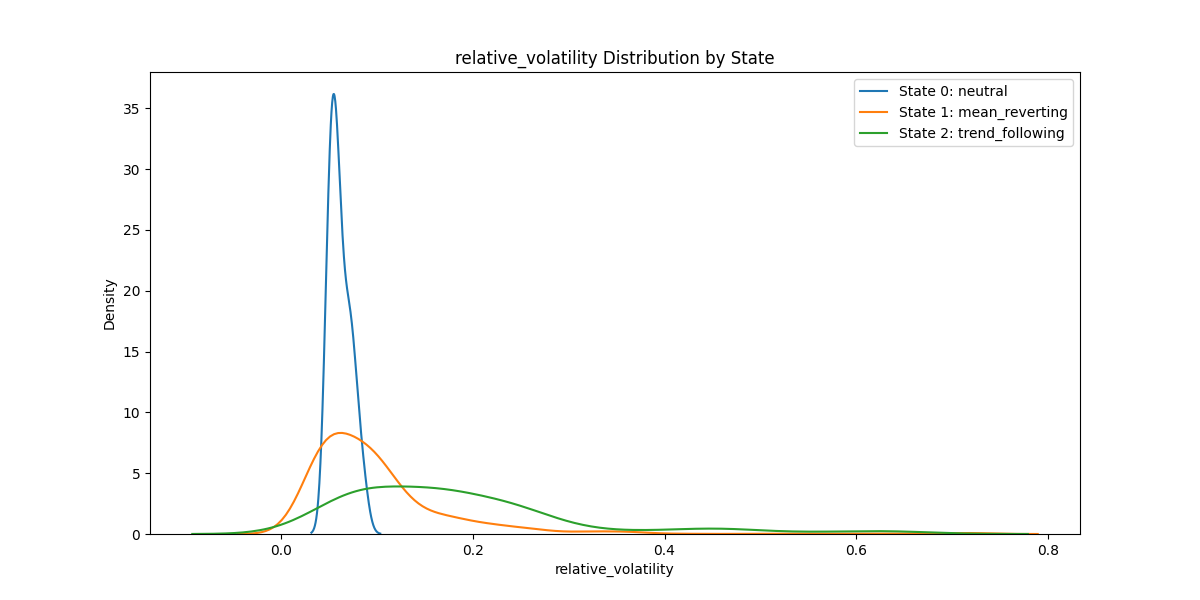 relative_volatility Distribution by State
State 0: neutral
State 1: mean_reverting
State 2: trend_following
Density
35
30
25
20
15
10
5
0
0.0 0.2 0.4 0.6 0.8
relative_volatility